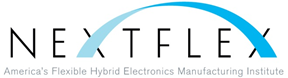 NEXTFLEX
America's Flexible Hybrid Electronics Manufacturing Institute